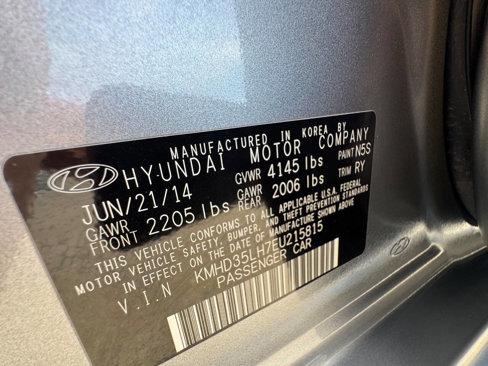 MANUFACTURED IN KOREA BY
HYUNDAI MOTOR COMPANY
JUN/21/14 GVWR 4145 lbs PAINT N5S
GAWR FRONT 2205 lbs GAWR REAR 2006 lbs TRIM RY
THIS VEHICLE CONFORMS TO ALL APPLICABLE U.S.A. FEDERAL
MOTOR VEHICLE SAFETY, BUMPER, AND THEFT PREVENTION STANDARDS
IN EFFECT ON THE DATE OF MANUFACTURE SHOWN ABOVE.
V.I.N KMHD35LH7EU215815
PASSENGER CAR